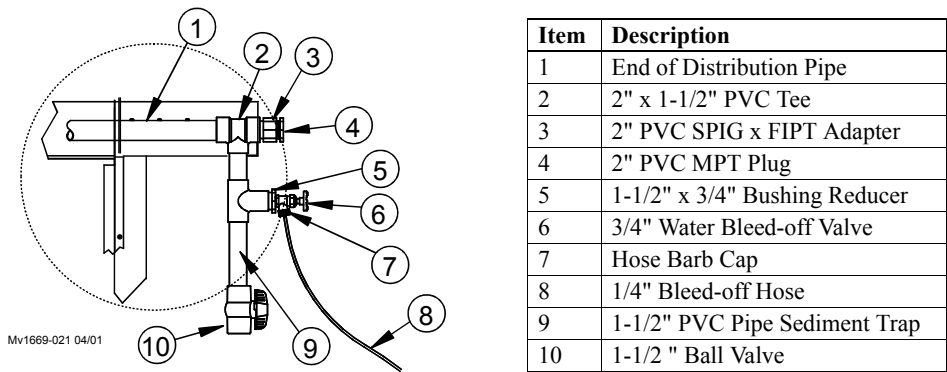 1
2
3
4
5
6
7
8
9
10
Mv1669-021 04/01
Item Description
1 End of Distribution Pipe
2 2" x 1-1/2" PVC Tee
3 2" PVC SPIG x FIPT Adapter
4 2" PVC MPT Plug
5 1-1/2" x 3/4" Bushing Reducer
6 3/4" Water Bleed-off Valve
7 Hose Barb Cap
8 1/4" Bleed-off Hose
9 1-1/2" PVC Pipe Sediment Trap
10 1-1/2 " Ball Valve